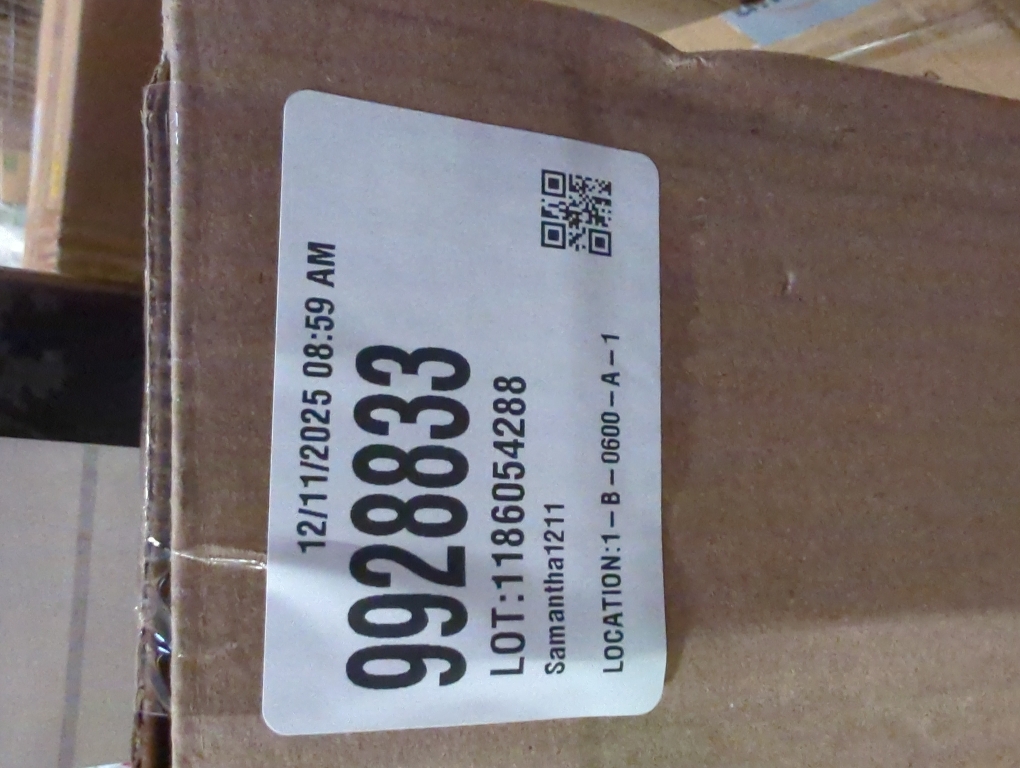 12/11/2025 08:59 AM
9928833
LOT:1186054288
Samantha1211
LOCATION:1-B-0600-A-1